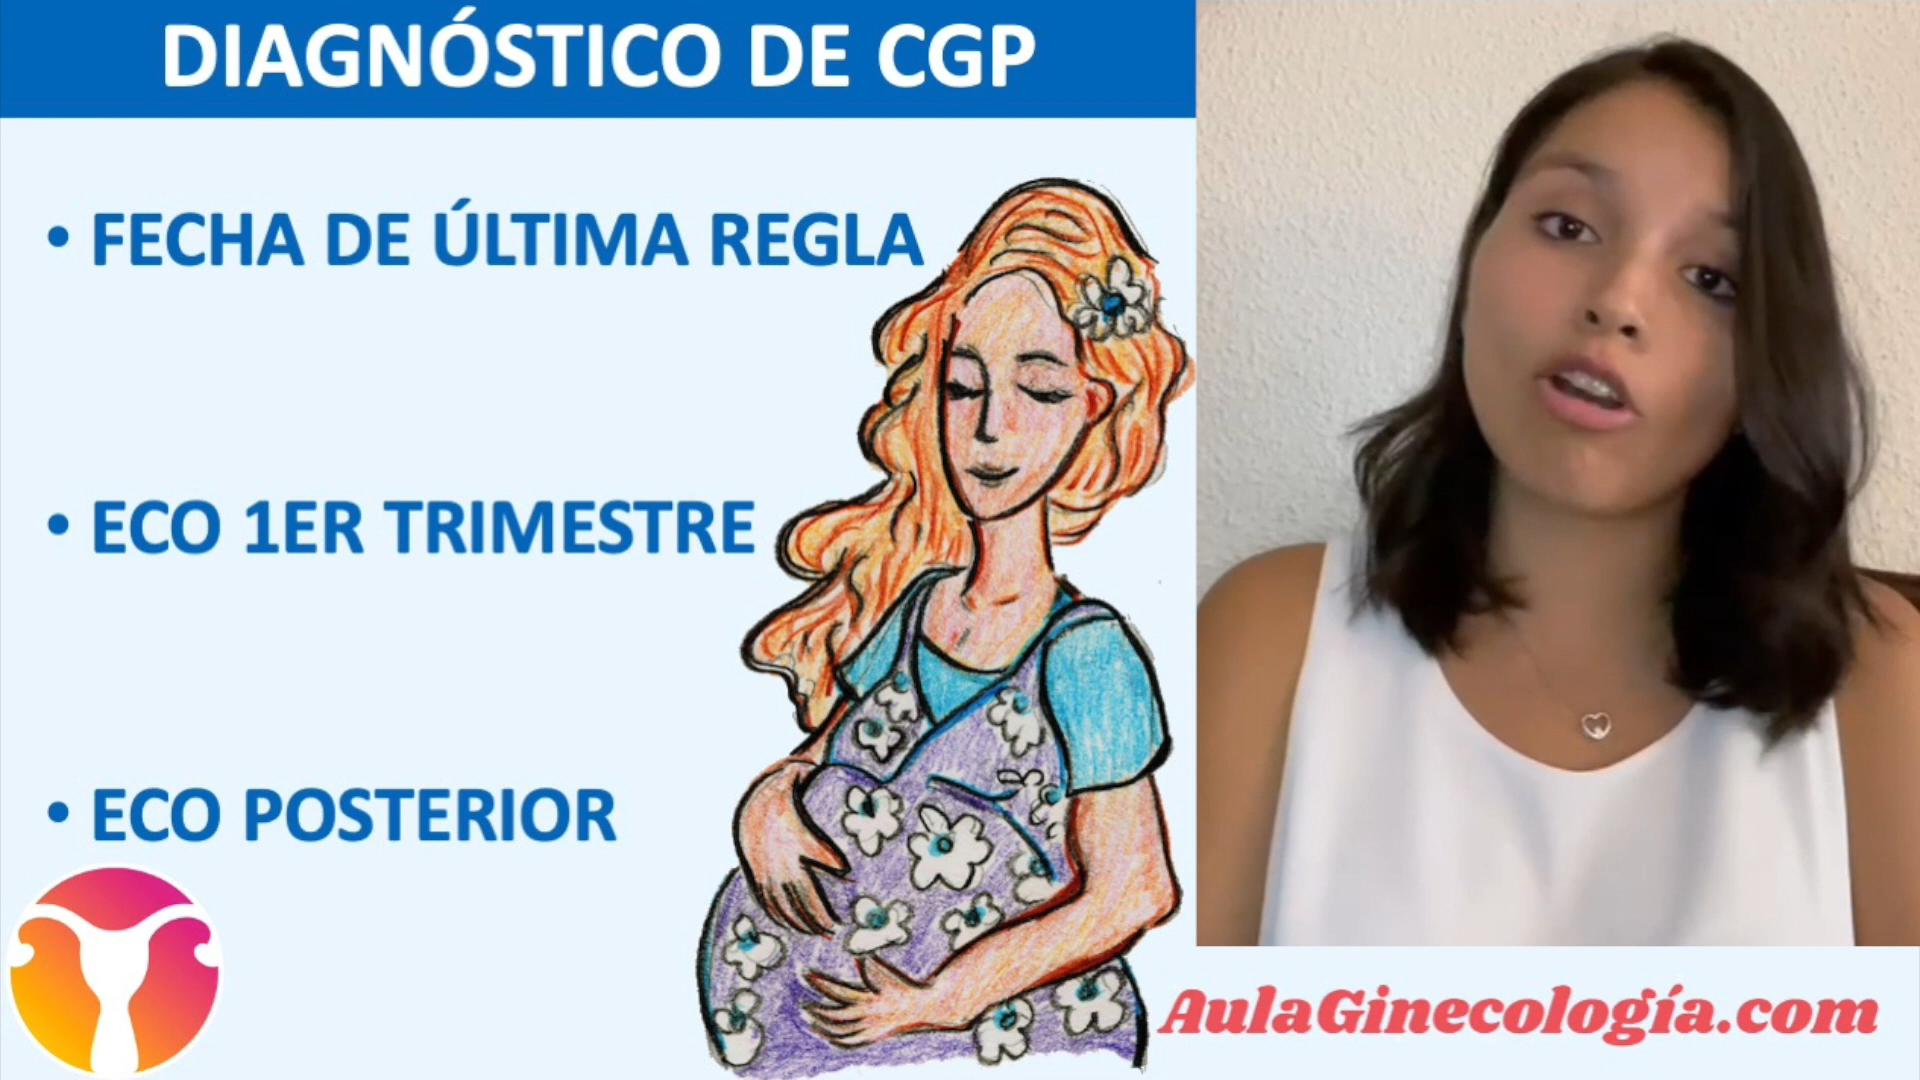 DIAGNÓSTICO DE CGP
• FECHA DE ÚLTIMA REGLA
• ECO 1ER TRIMESTRE
• ECO POSTERIOR
AulaGinecología.com